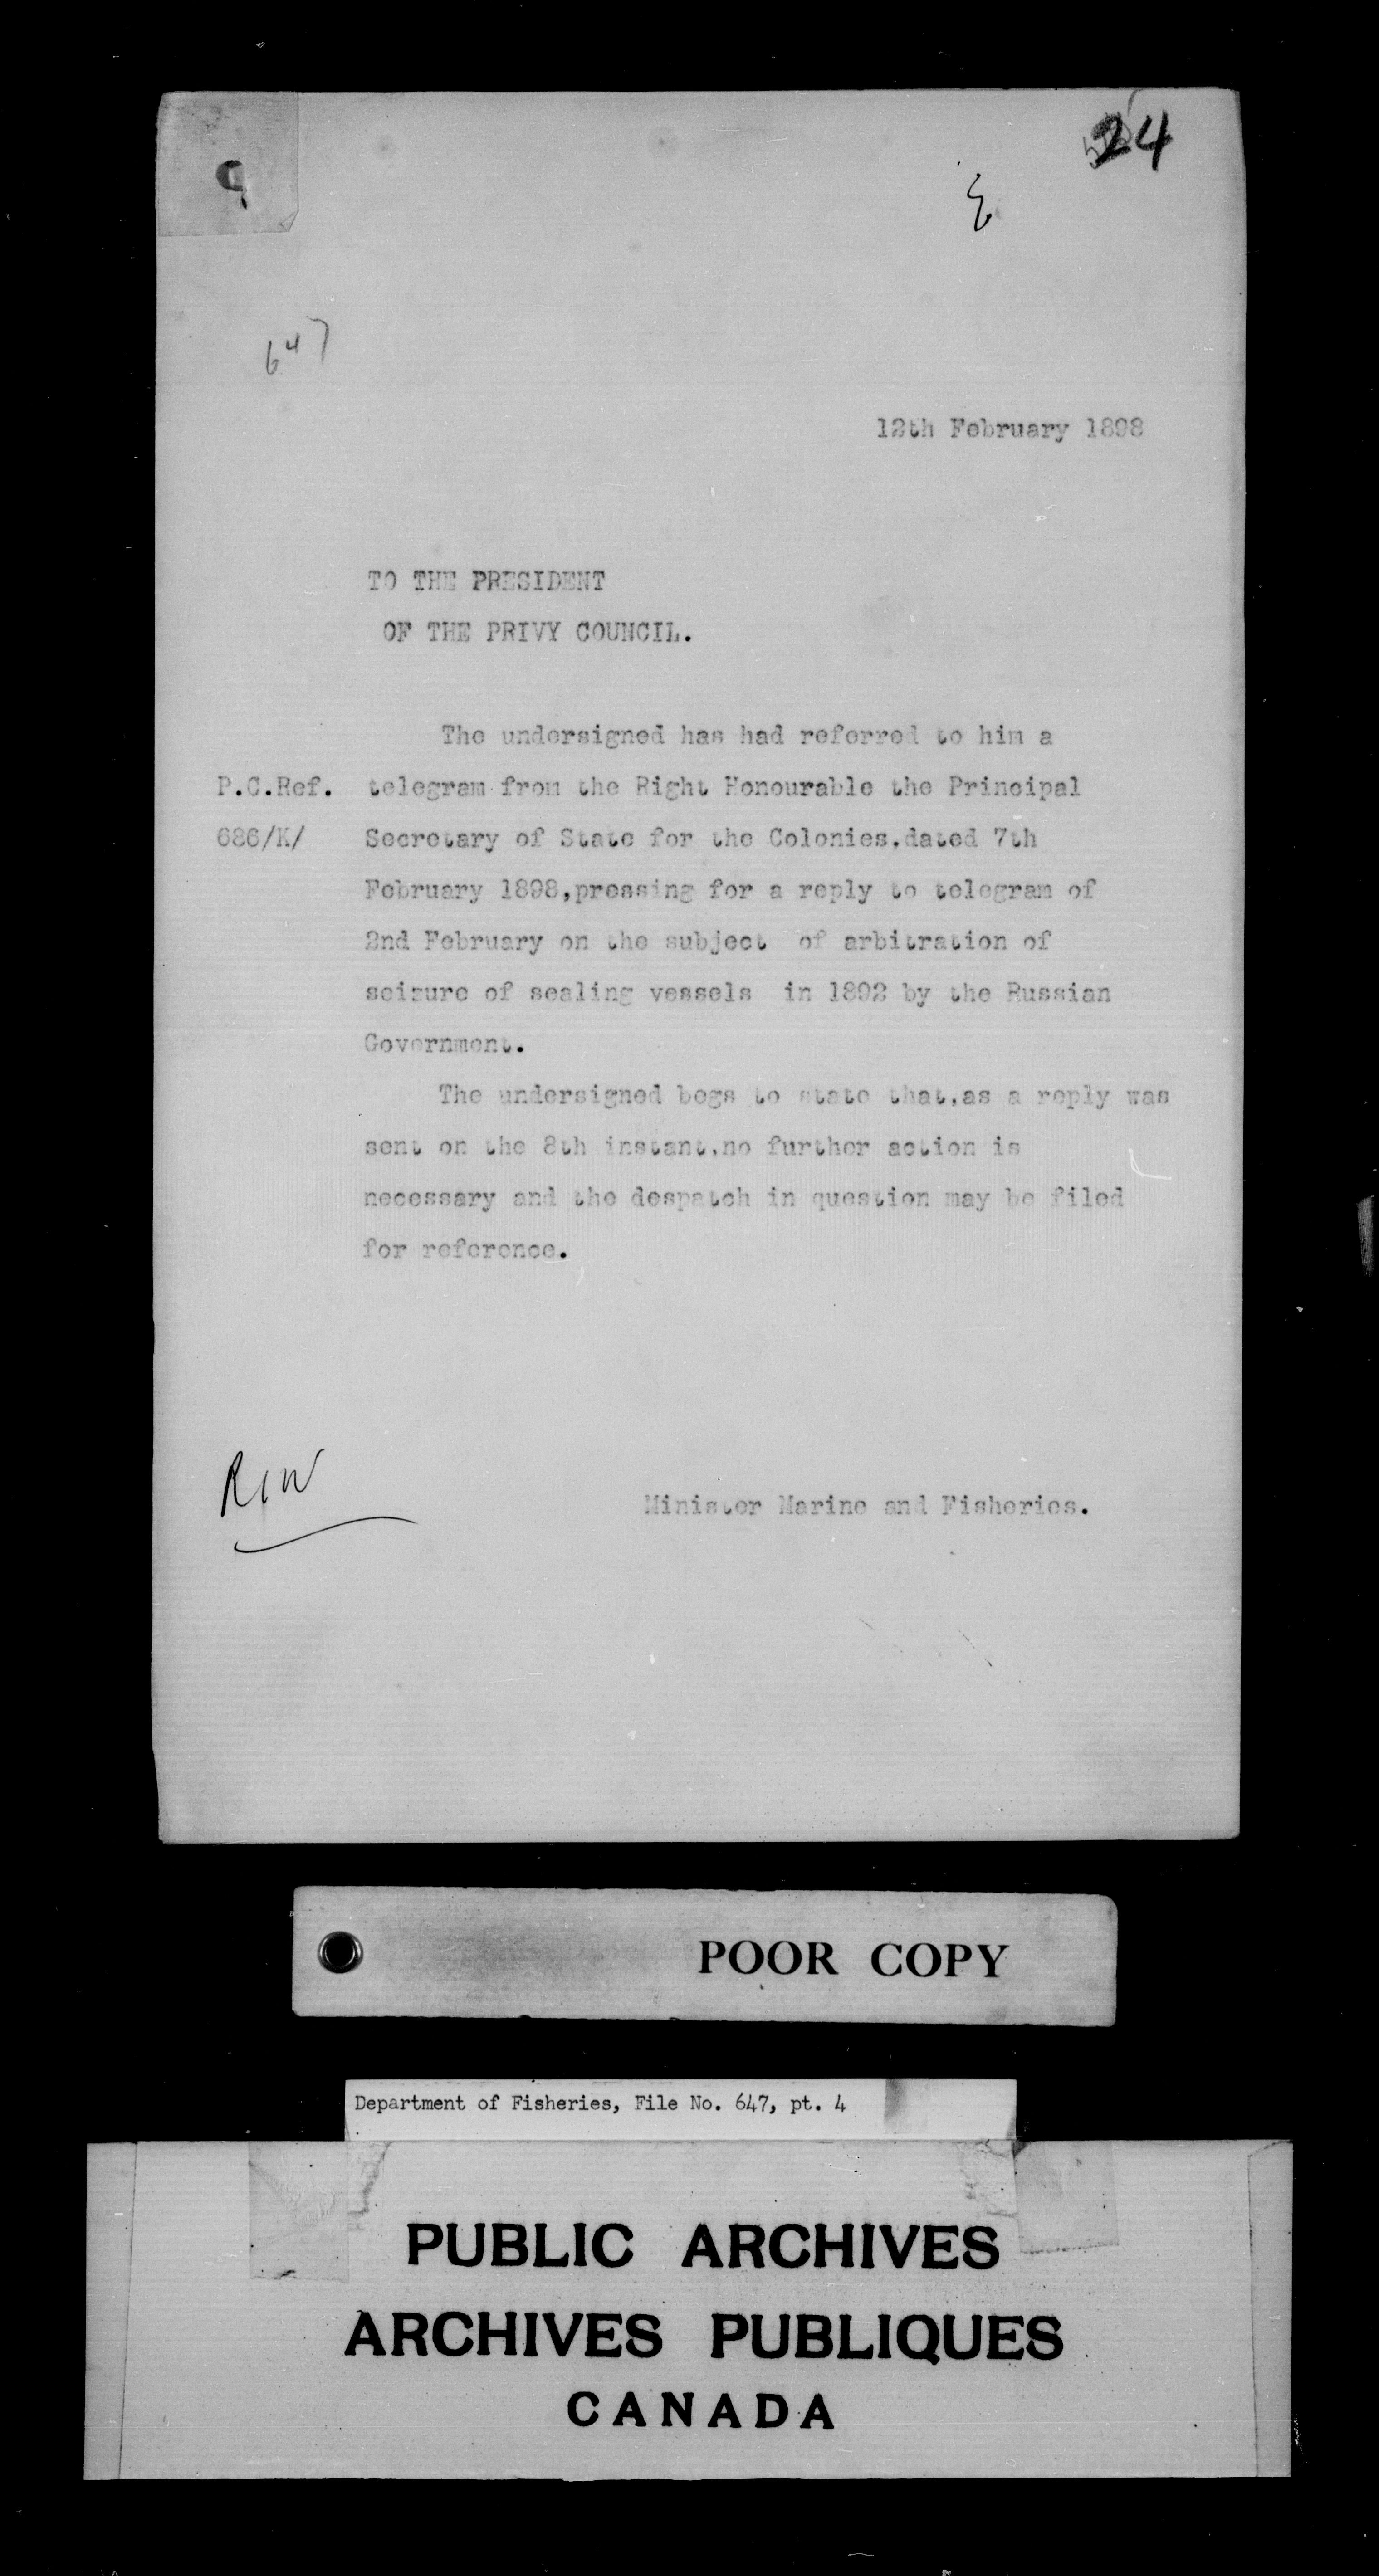 24
647
12th February 1898
TO THE PRESIDENT
OF THE PRIVY COUNCIL.
The undersigned has had referred to him a
P.C.Ref. telegram from the Right Honourable the Principal
686/K/ Secretary of State for the Colonies,dated 7th
February 1898,pressing for a reply to telegram of
2nd February on the subject of arbitration of
seizure of sealing vessels in 1892 by the Russian
Government.
The undersigned begs to state that,as a reply was
sent on the 8th instant,no further action is
necessary and the despatch in question may be filed
for reference.
Minister Marine and Fisheries.
POOR COPY
Department of Fisheries, File No. 647, pt. 4
PUBLIC ARCHIVES
ARCHIVES PUBLIQUES
CANADA